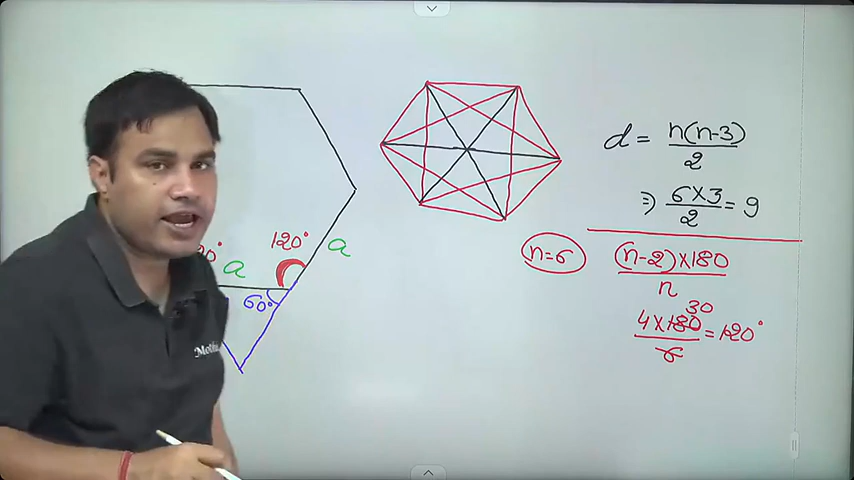 d = n(n-3)/2
⇒ 6×3/2 = 9
n=6
(n-2)×180/n
30
4×180/6 = 120°
120°
a
a
60°